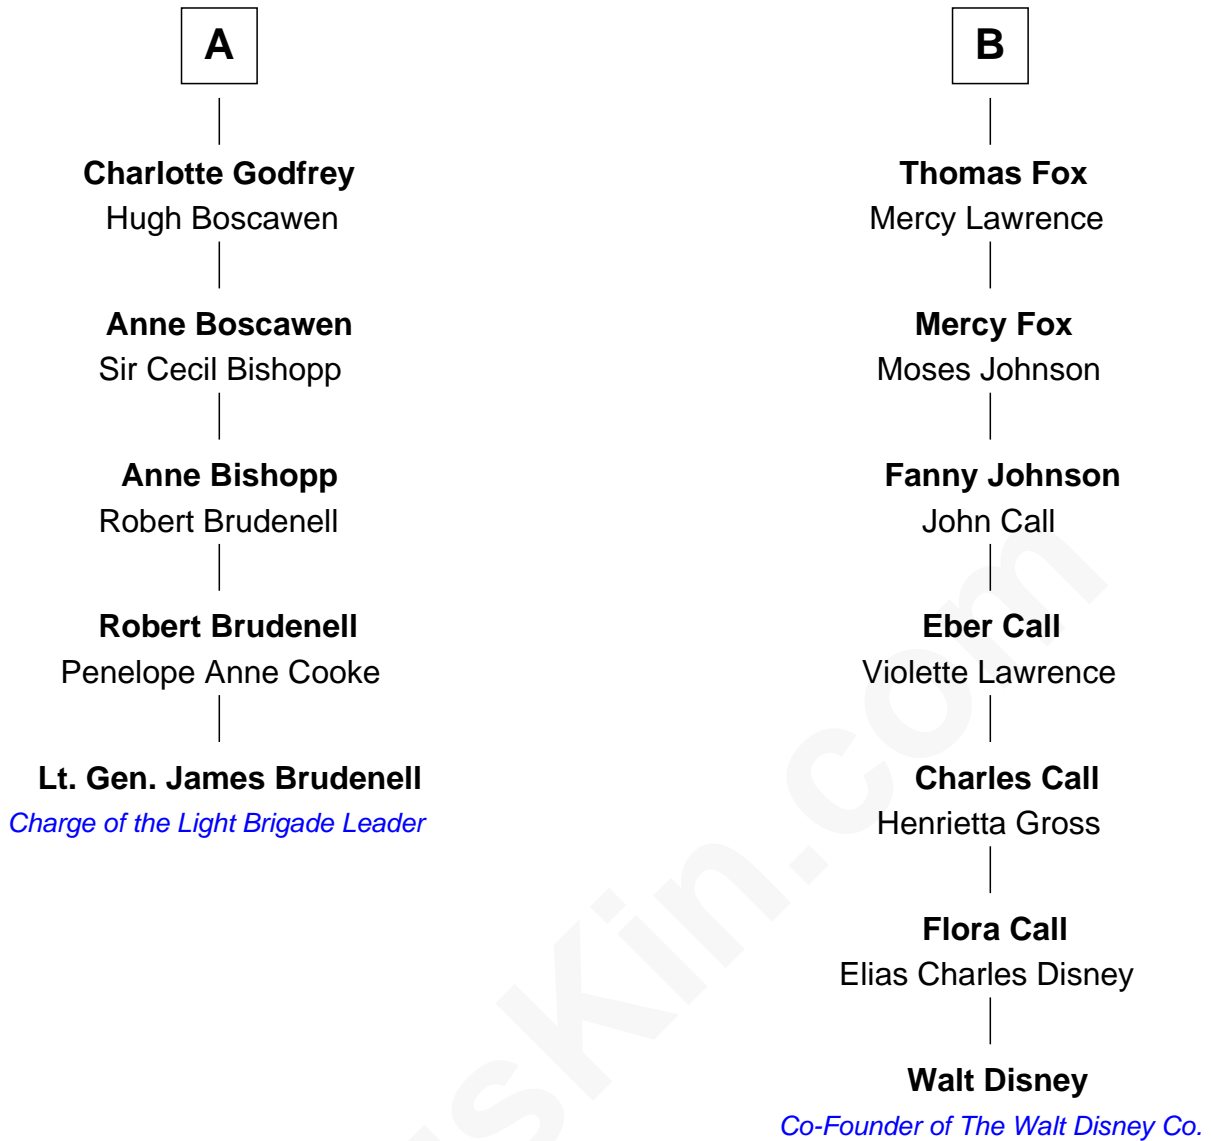 A
Charlotte Godfrey
Hugh Boscawen
Anne Boscawen
Sir Cecil Bishopp
Anne Bishopp
Robert Brudenell
Robert Brudenell
Penelope Anne Cooke
Lt. Gen. James Brudenell
Charge of the Light Brigade Leader
B
Thomas Fox
Mercy Lawrence
Mercy Fox
Moses Johnson
Fanny Johnson
John Call
Eber Call
Violette Lawrence
Charles Call
Henrietta Gross
Flora Call
Elias Charles Disney
Walt Disney
Co-Founder of The Walt Disney Co.
usKin.com